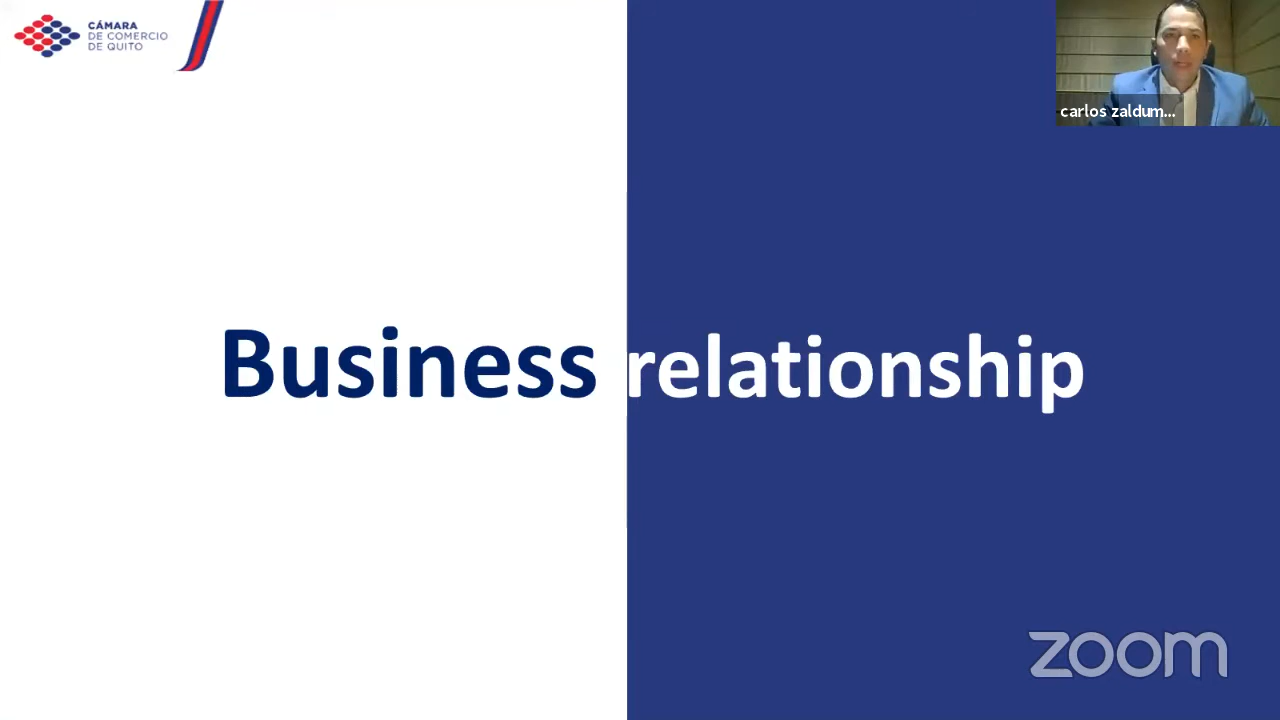 CÁMARA
DE COMERCIO
DE QUITO
carlos zaldum...
Business relationship
zoom